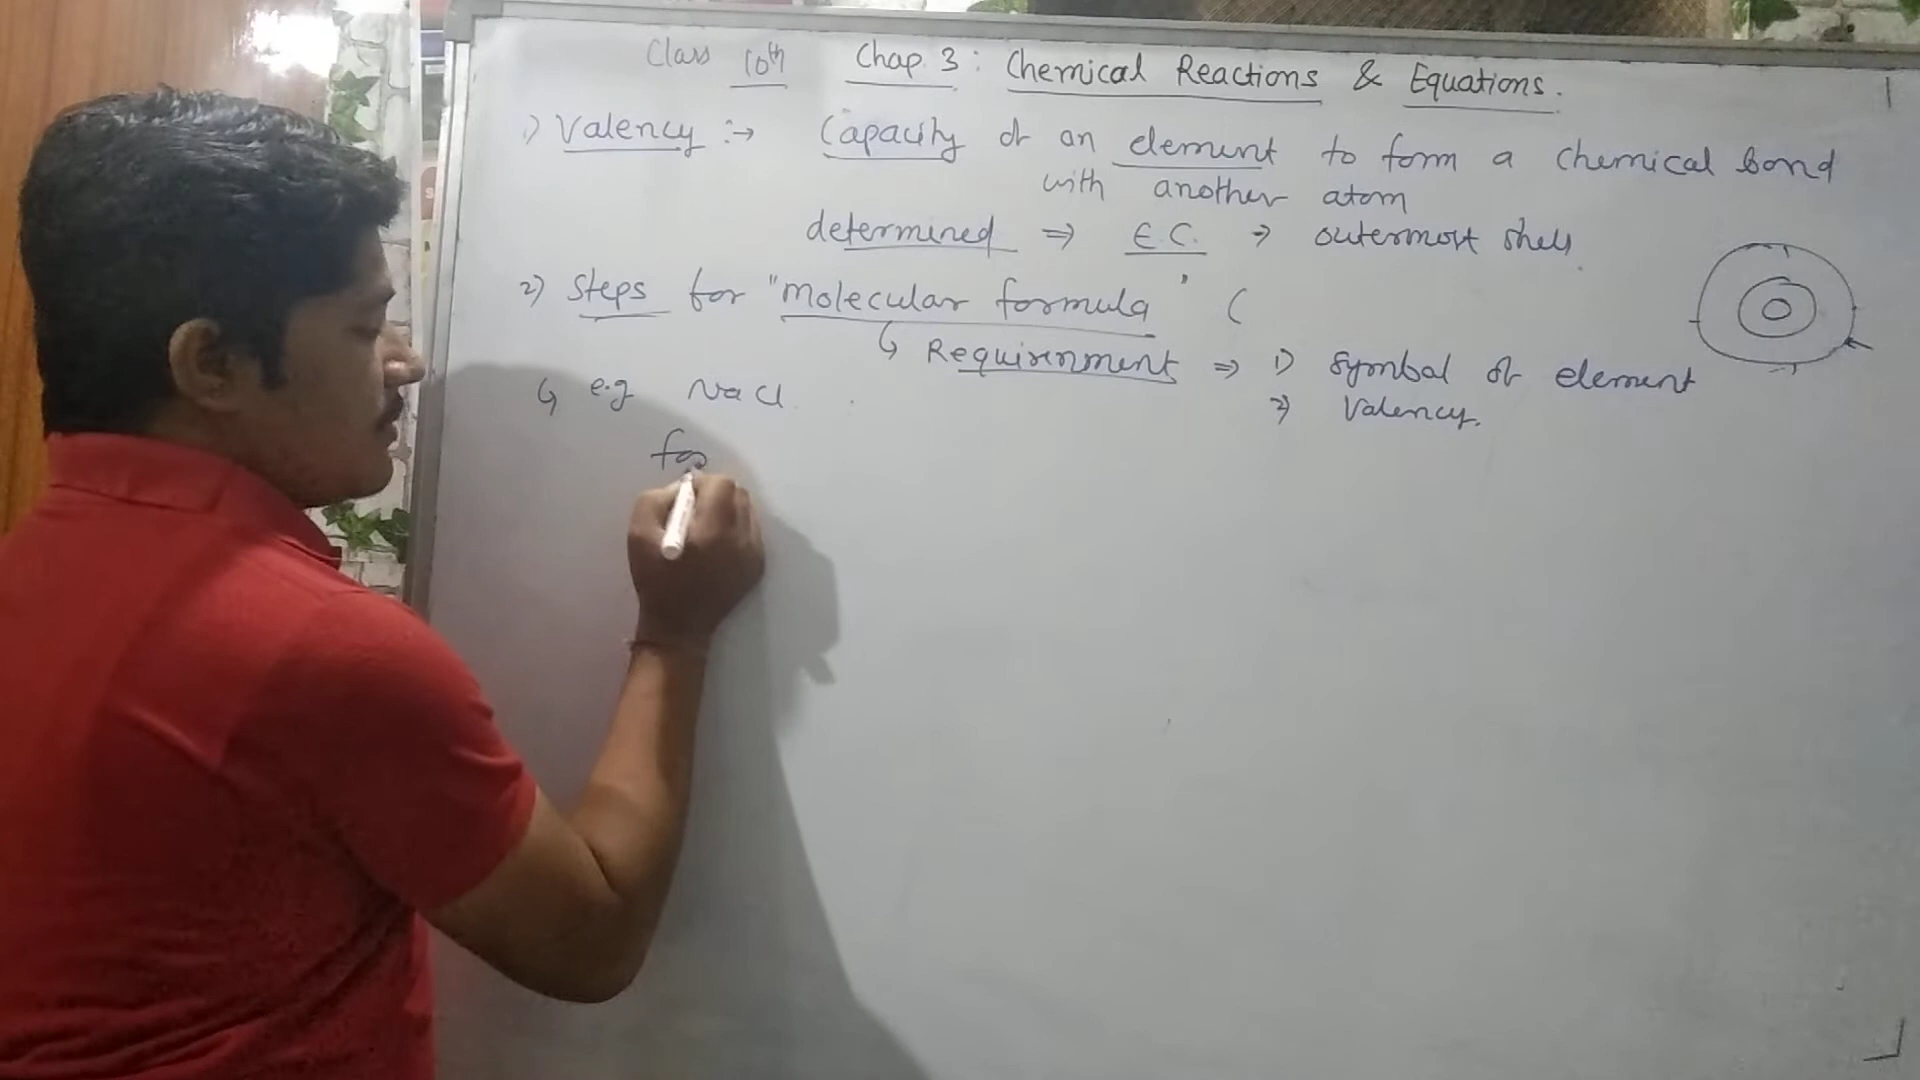 Class 10th Chap 3: Chemical Reactions & Equations.
1) Valency :→ Capacity of an element to form a chemical bond
with another atom
determined ⇒ E.C. → outermost shell.
2) Steps for "Molecular formula" (
↳ Requirenment ⇒ 1) symbol of element
2) Valency.
↳ e.g NaCl
for